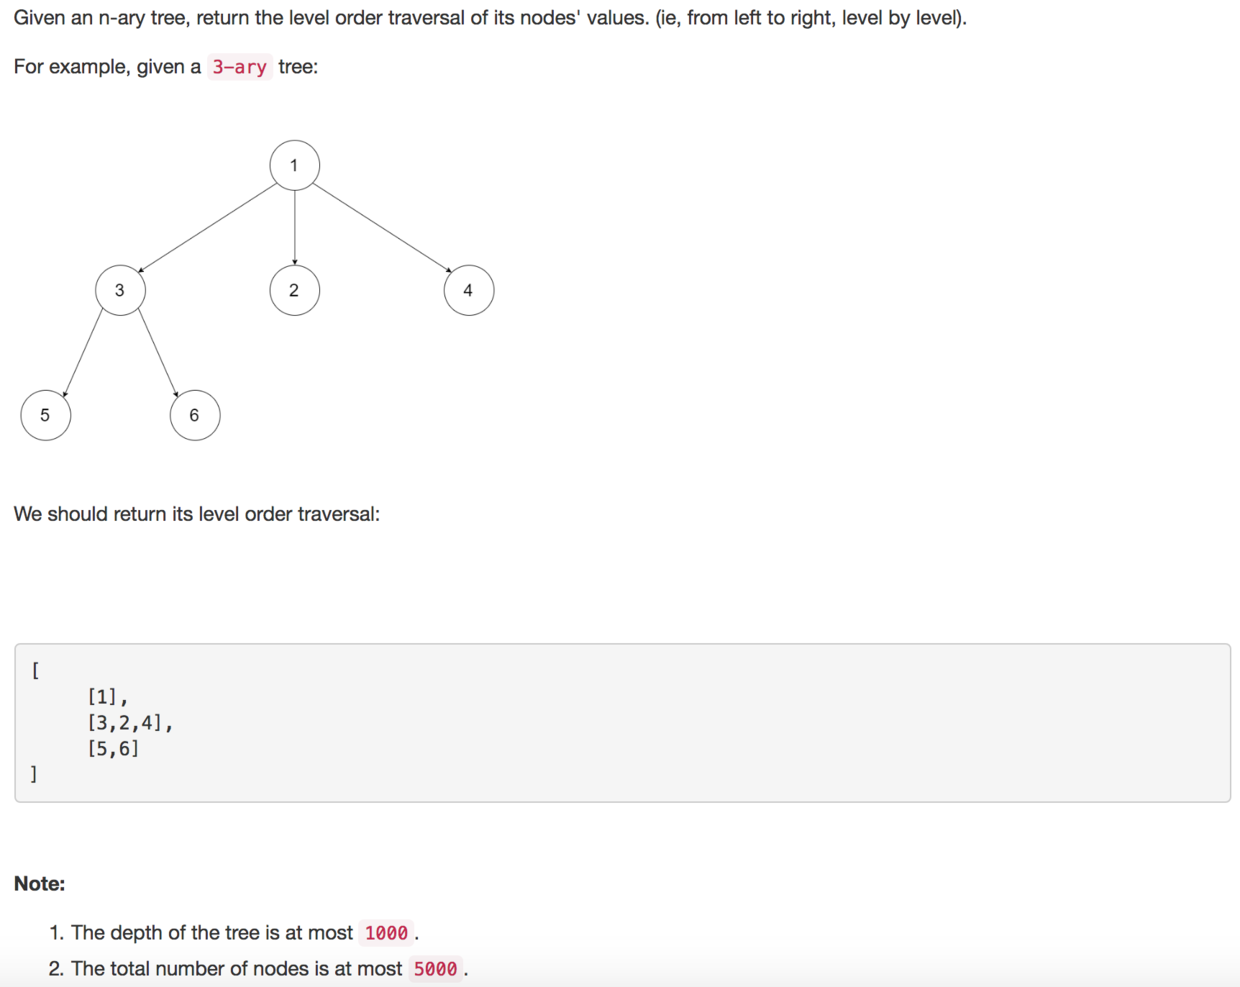 Given an n-ary tree, return the level order traversal of its nodes' values. (ie, from left to right, level by level).
For example, given a 3-ary tree:
1
3 2 4
5 6
We should return its level order traversal:
[
[1],
[3,2,4],
[5,6]
]
Note:
1. The depth of the tree is at most 1000.
2. The total number of nodes is at most 5000.